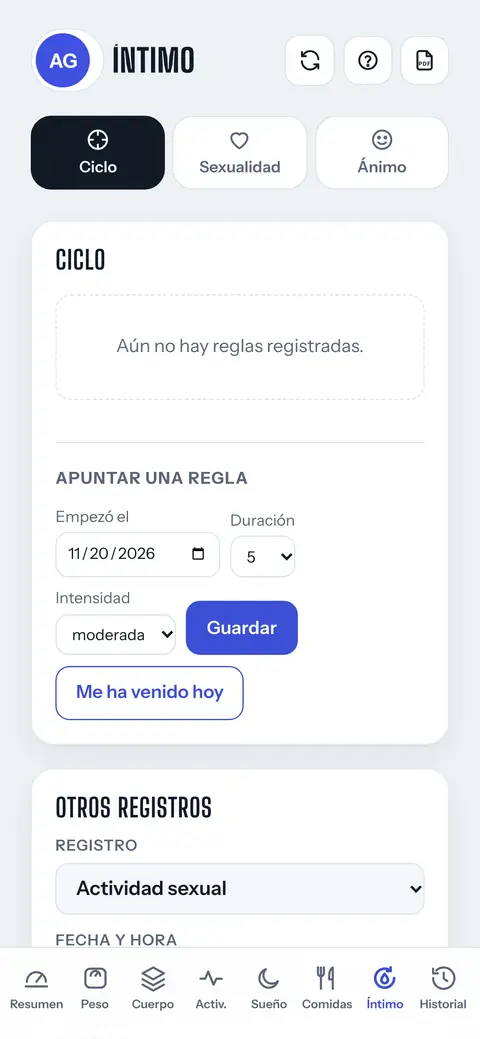 AG ÍNTIMO
PDF
Ciclo Sexualidad Ánimo
CICLO
Aún no hay reglas registradas.
APUNTAR UNA REGLA
Empezó el Duración
11/20/2026 5
Intensidad
moderada Guardar
Me ha venido hoy
OTROS REGISTROS
REGISTRO
Actividad sexual
FECHA Y HORA
Resumen Peso Cuerpo Activ. Sueño Comidas Íntimo Historial